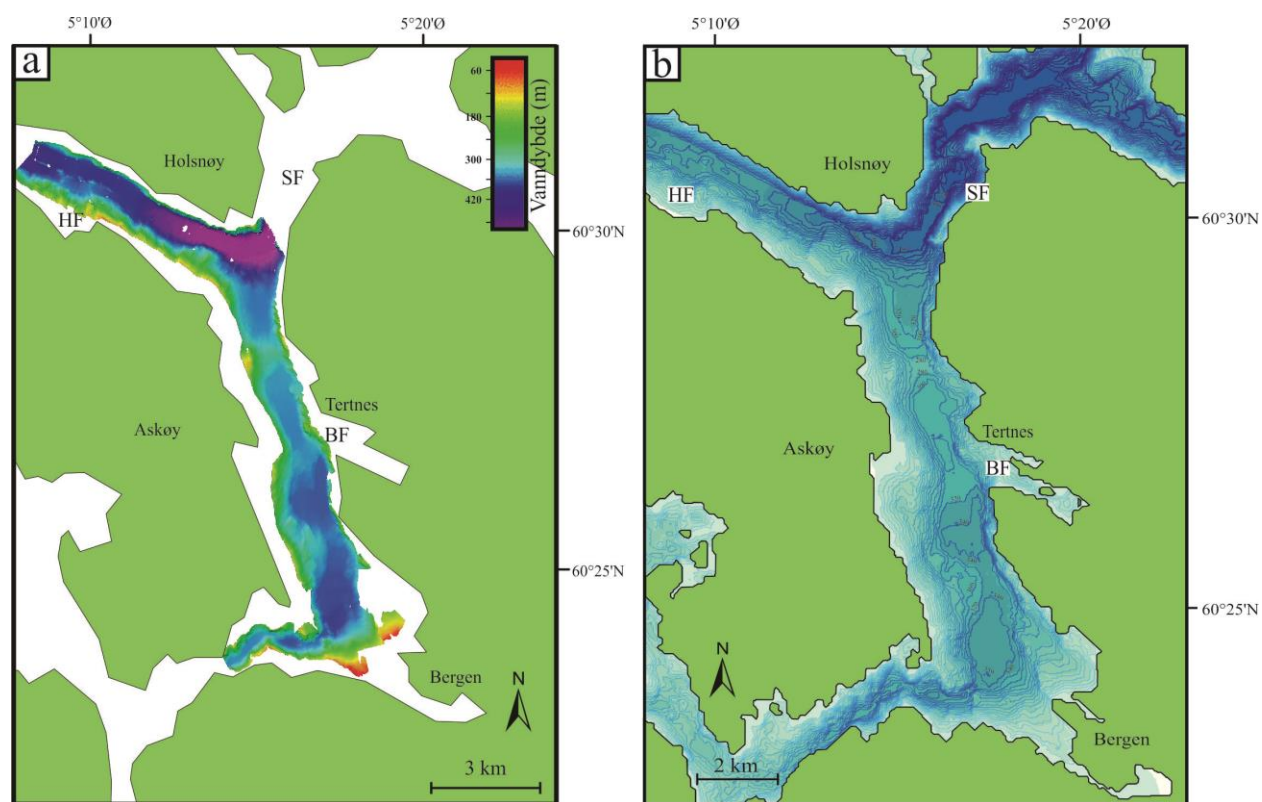 5°10'Ø
5°20'Ø
5°10'Ø
5°20'Ø
a
60
180
300
420
Vanndybde (m)
Holsnøy
SF
HF
60°30'N
Askøy
Tertnes
BF
60°25'N
Bergen
N
3 km
b
Holsnøy
HF
SF
60°30'N
Askøy
Tertnes
BF
60°25'N
N
Bergen
2 km